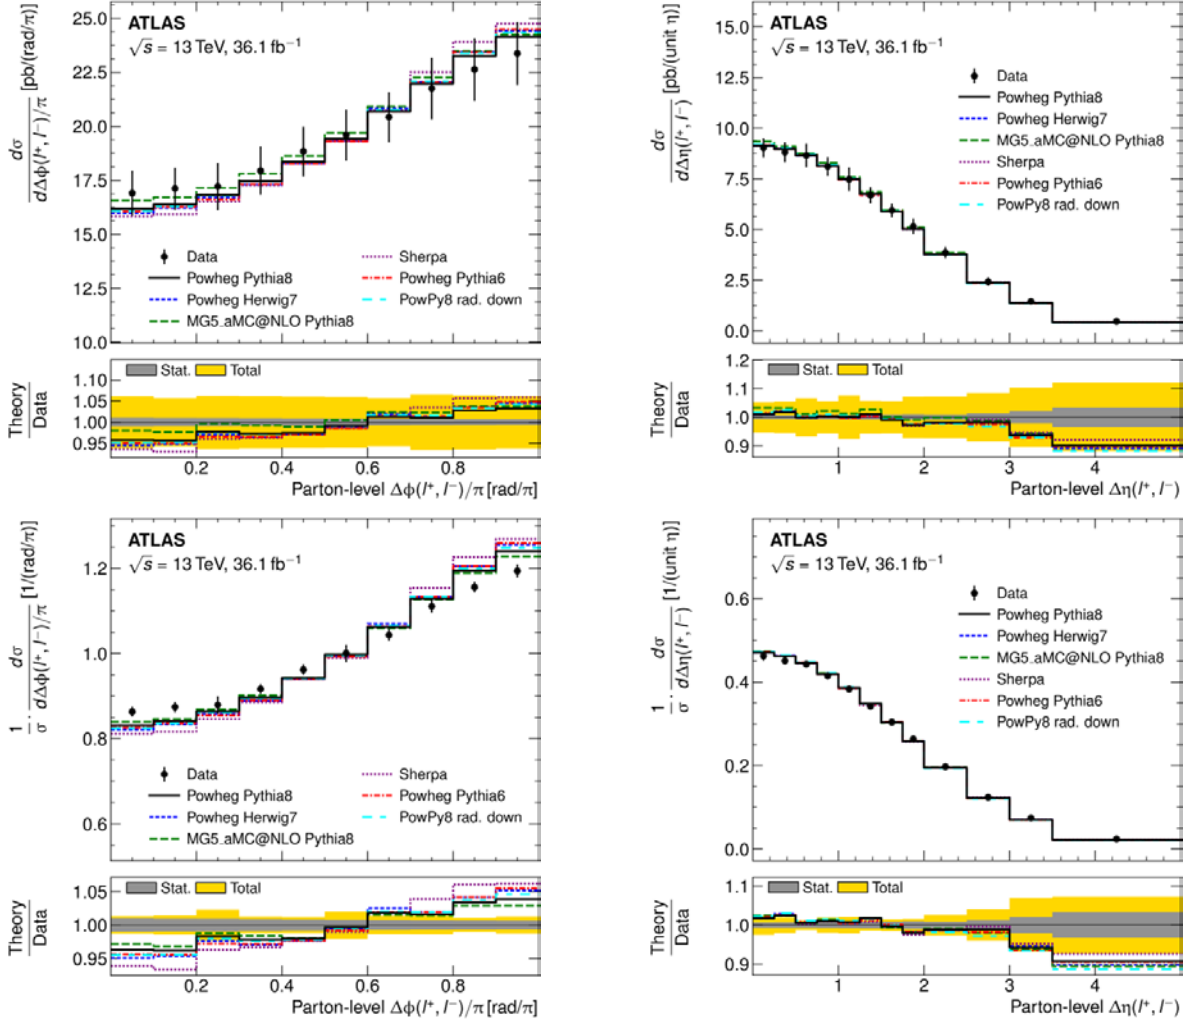 ATLAS
√s = 13 TeV, 36.1 fb⁻¹
dσ / dΔϕ(l⁺, l⁻)/π [pb/(rad/π)]
25.0
22.5
20.0
17.5
15.0
12.5
10.0
Data
Powheg Pythia8
Powheg Herwig7
MG5_aMC@NLO Pythia8
Sherpa
Powheg Pythia6
PowPy8 rad. down
Theory / Data
1.10
1.05
1.00
0.95
Stat.
Total
0.2 0.4 0.6 0.8
Parton-level Δϕ(l⁺, l⁻)/π [rad/π]
ATLAS
√s = 13 TeV, 36.1 fb⁻¹
dσ / dΔη(l⁺, l⁻) [pb/(unit η)]
15.0
12.5
10.0
7.5
5.0
2.5
0.0
Data
Powheg Pythia8
Powheg Herwig7
MG5_aMC@NLO Pythia8
Sherpa
Powheg Pythia6
PowPy8 rad. down
Theory / Data
1.2
1.1
1.0
0.9
Stat.
Total
1 2 3 4
Parton-level Δη(l⁺, l⁻)
ATLAS
√s = 13 TeV, 36.1 fb⁻¹
1/σ · dσ / dΔϕ(l⁺, l⁻)/π [1/(rad/π)]
1.2
1.0
0.8
0.6
Data
Powheg Pythia8
Powheg Herwig7
MG5_aMC@NLO Pythia8
Sherpa
Powheg Pythia6
PowPy8 rad. down
Theory / Data
1.05
1.00
0.95
Stat.
Total
0.2 0.4 0.6 0.8
Parton-level Δϕ(l⁺, l⁻)/π [rad/π]
ATLAS
√s = 13 TeV, 36.1 fb⁻¹
1/σ · dσ / dΔη(l⁺, l⁻) [1/(unit η)]
0.6
0.4
0.2
0.0
Data
Powheg Pythia8
Powheg Herwig7
MG5_aMC@NLO Pythia8
Sherpa
Powheg Pythia6
PowPy8 rad. down
Theory / Data
1.1
1.0
0.9
Stat.
Total
1 2 3 4
Parton-level Δη(l⁺, l⁻)